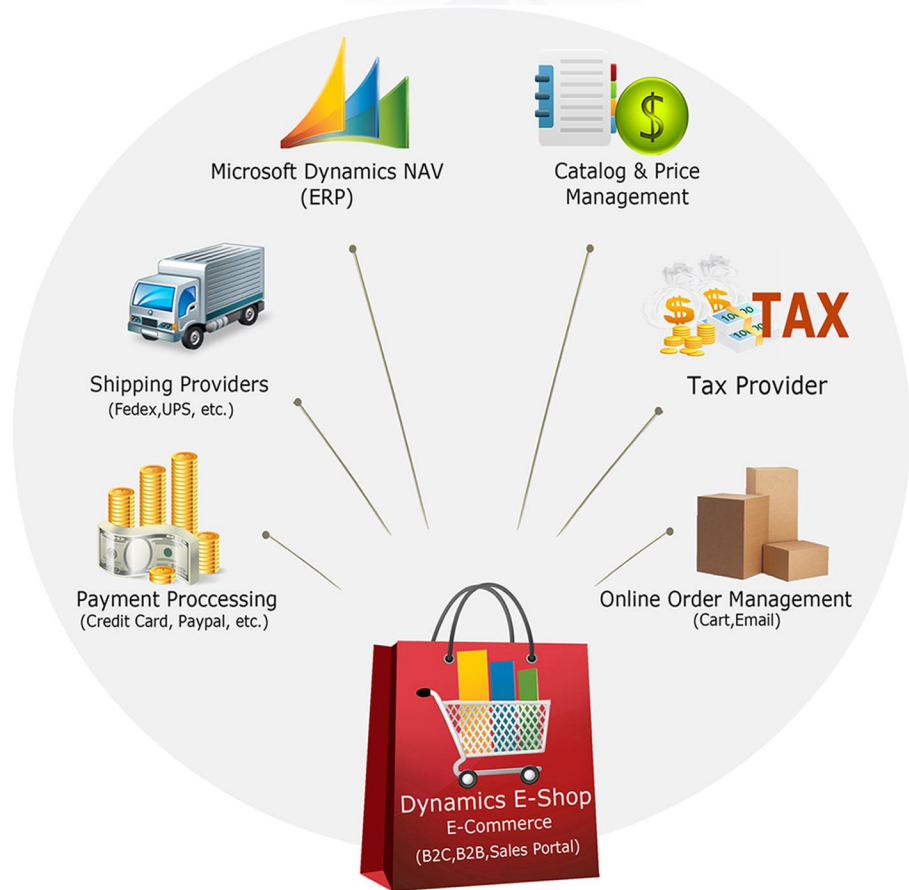 Microsoft Dynamics NAV
(ERP)
Catalog & Price
Management
$
Shipping Providers
(Fedex,UPS, etc.)
$
$
TAX
Tax Provider
Payment Proccessing
(Credit Card, Paypal, etc.)
Online Order Management
(Cart,Email)
Dynamics E-Shop
E-Commerce
(B2C,B2B,Sales Portal)